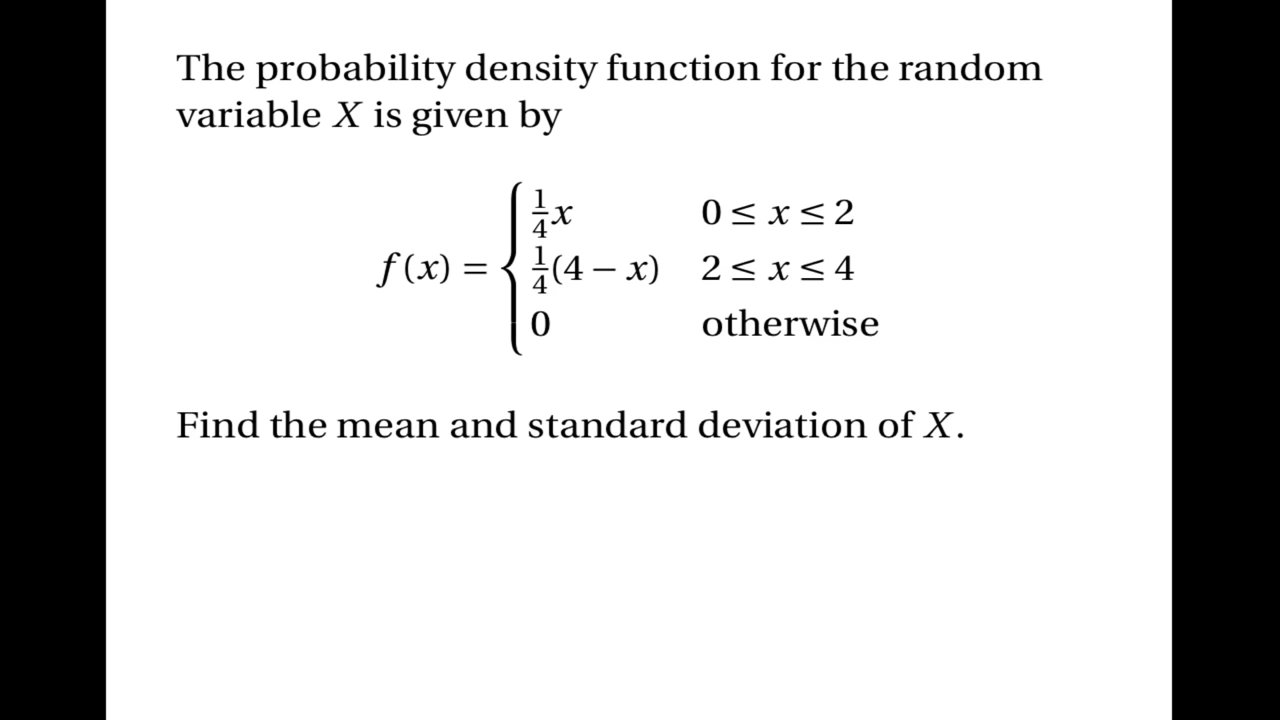 The probability density function for the random
variable X is given by
f(x) = { 1/4 x 0 ≤ x ≤ 2
1/4 (4 − x) 2 ≤ x ≤ 4
0 otherwise
Find the mean and standard deviation of X.